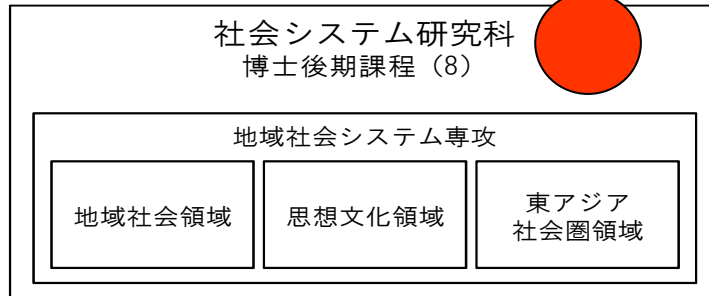 社会システム研究科
博士後期課程（8）
地域社会システム専攻
地域社会領域
思想文化領域
東アジア
社会圏領域